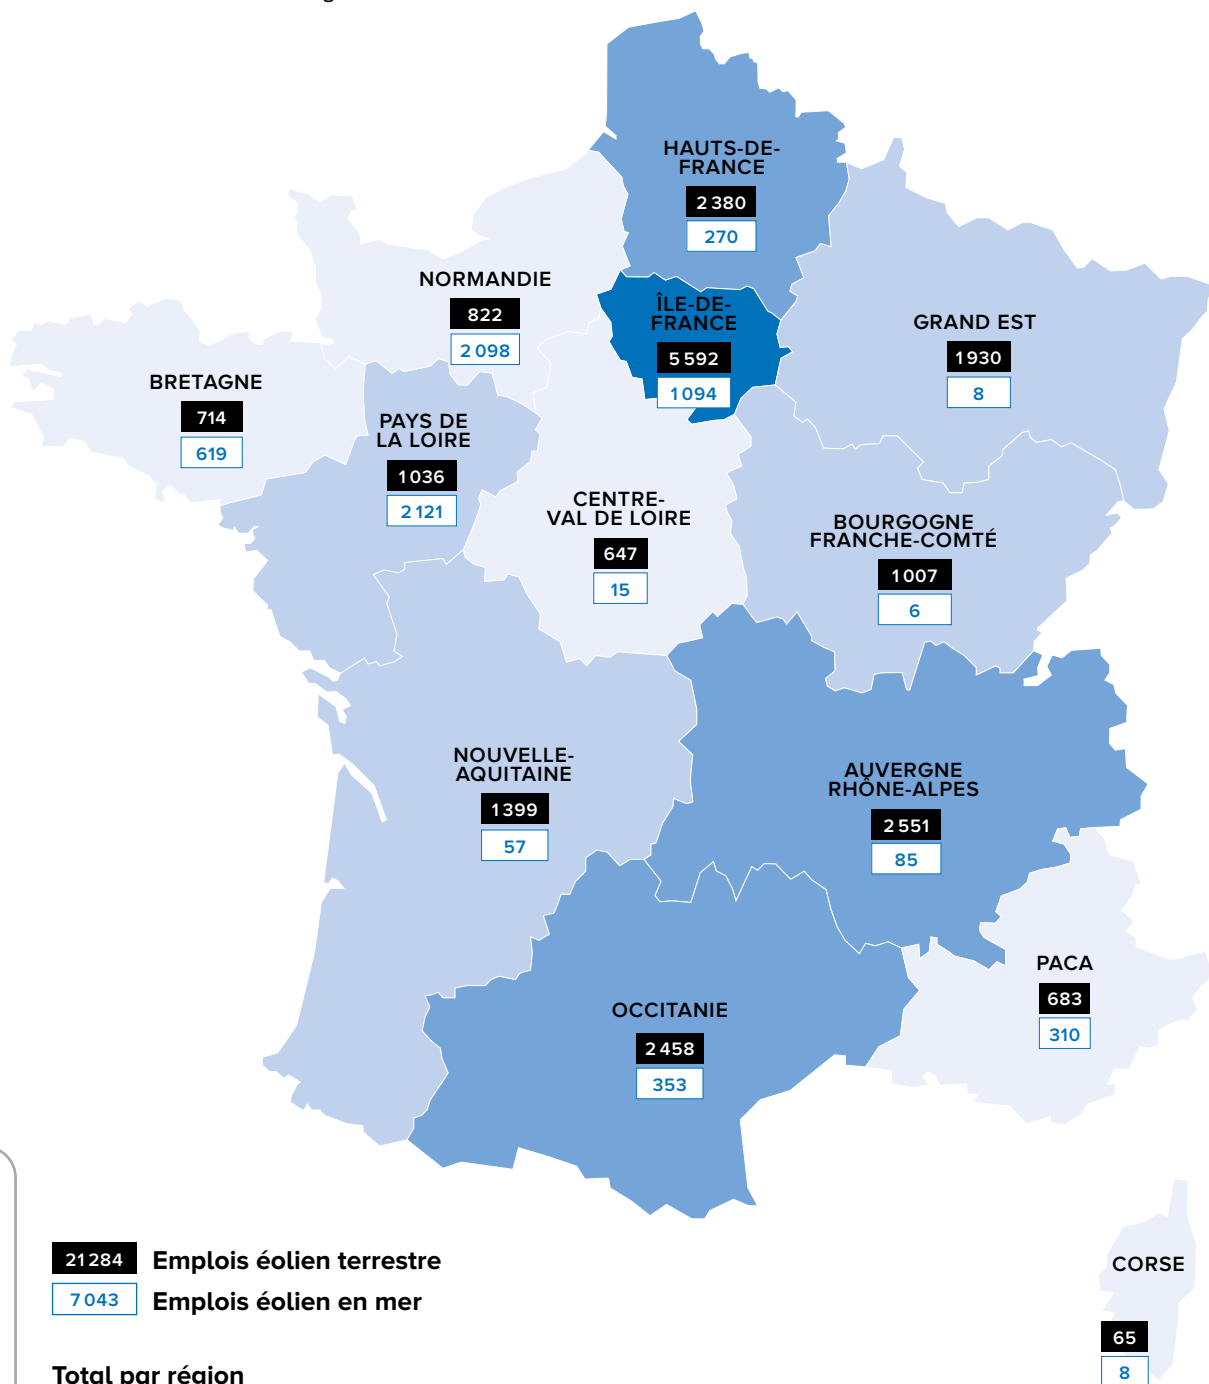 HAUTS-DE-
FRANCE
2 380
270
NORMANDIE
822
2 098
ÎLE-DE-
FRANCE
5 592
1 094
GRAND EST
1 930
8
BRETAGNE
714
619
PAYS DE
LA LOIRE
1 036
2 121
CENTRE-
VAL DE LOIRE
647
15
BOURGOGNE
FRANCHE-COMTÉ
1 007
6
NOUVELLE-
AQUITAINE
1 399
57
AUVERGNE
RHÔNE-ALPES
2 551
85
PACA
683
310
OCCITANIE
2 458
353
CORSE
65
8
21 284 Emplois éolien terrestre
7 043 Emplois éolien en mer
Total par région